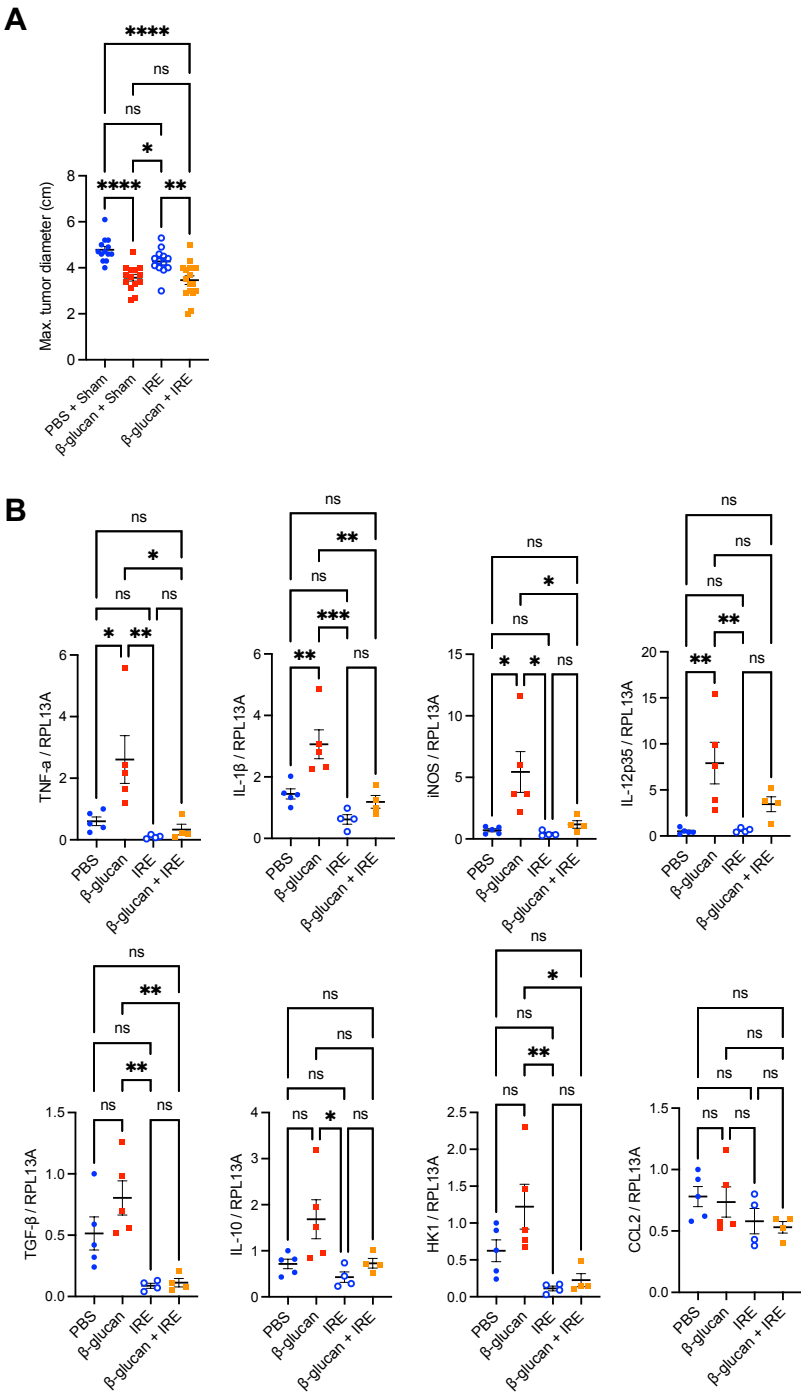 A
****
ns
ns
*
**** **
Max. tumor diameter (cm)
8
6
4
2
0
PBS + Sham
β-glucan + Sham
IRE
β-glucan + IRE
B
ns
*
ns ns
* **
TNF-a / RPL13A
6
4
2
0
PBS
β-glucan
IRE
β-glucan + IRE
ns
**
ns
***
** ns
IL-1β / RPL13A
6
4
2
0
PBS
β-glucan
IRE
β-glucan + IRE
ns
*
ns
* * ns
iNOS / RPL13A
15
10
5
0
PBS
β-glucan
IRE
β-glucan + IRE
ns
ns
ns
**
** ns
IL-12p35 / RPL13A
20
15
10
5
0
PBS
β-glucan
IRE
β-glucan + IRE
ns
**
ns
**
ns ns
TGF-β / RPL13A
1.5
1.0
0.5
0.0
PBS
β-glucan
IRE
β-glucan + IRE
ns
ns
ns
ns * ns
IL-10 / RPL13A
4
3
2
1
0
PBS
β-glucan
IRE
β-glucan + IRE
ns
*
ns
**
ns ns
HK1 / RPL13A
2.5
2.0
1.5
1.0
0.5
0.0
PBS
β-glucan
IRE
β-glucan + IRE
ns
ns
ns ns
ns ns
CCL2 / RPL13A
1.5
1.0
0.5
0.0
PBS
β-glucan
IRE
β-glucan + IRE